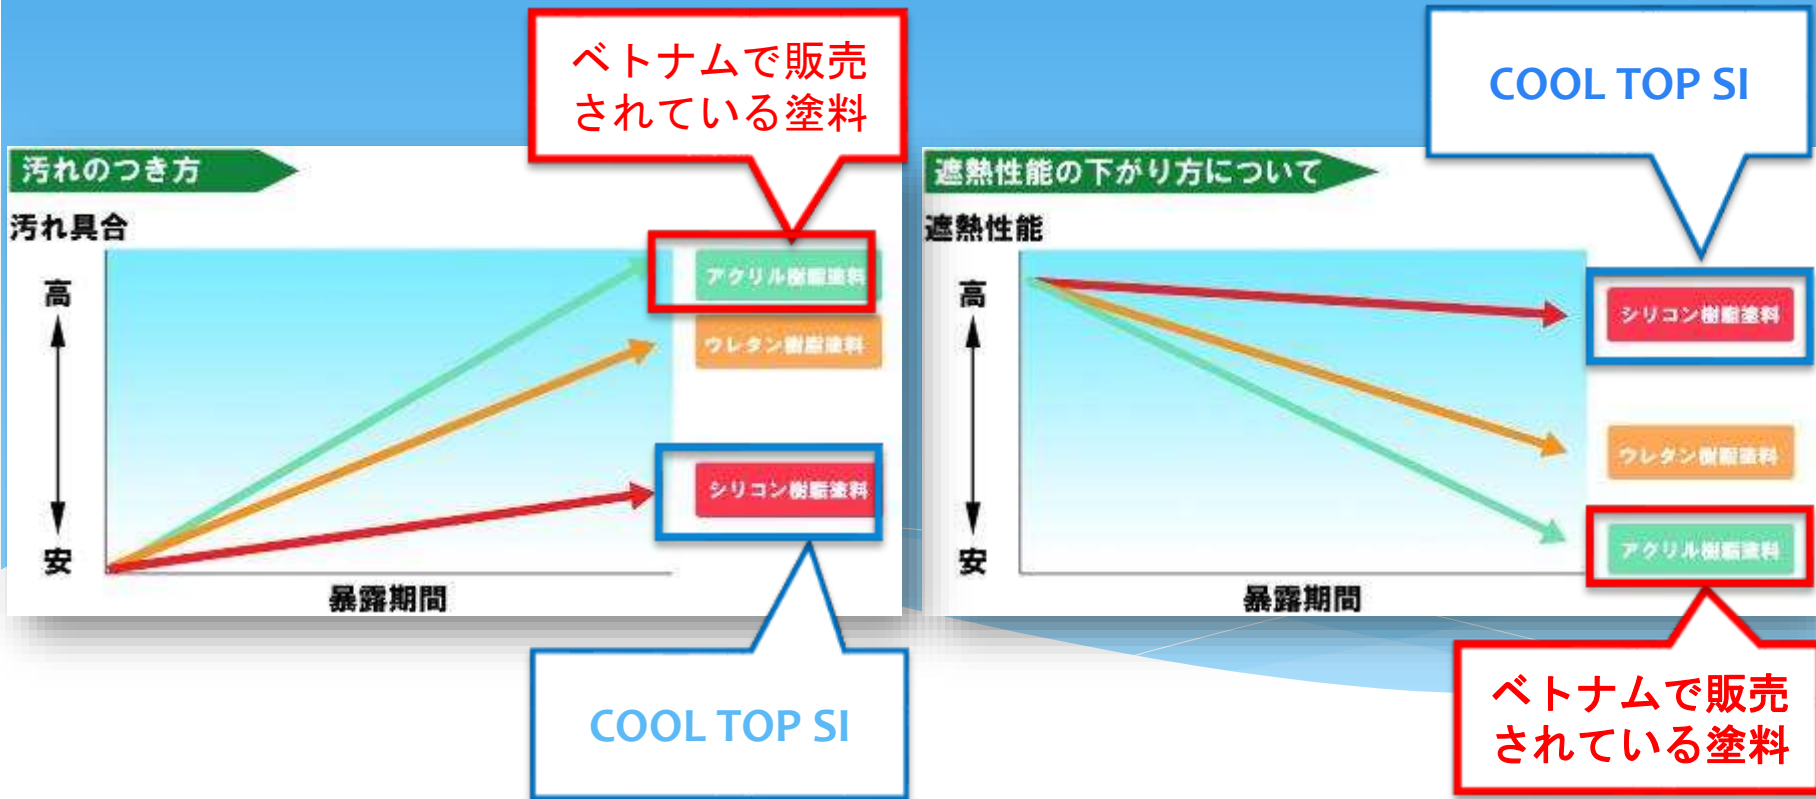 ベトナムで販売
されている塗料
COOL TOP SI
汚れのつき方
汚れ具合
高
安
暴露期間
アクリル樹脂塗料
ウレタン樹脂塗料
シリコン樹脂塗料
COOL TOP SI
遮熱性能の下がり方について
遮熱性能
高
安
暴露期間
シリコン樹脂塗料
ウレタン樹脂塗料
アクリル樹脂塗料
ベトナムで販売
されている塗料